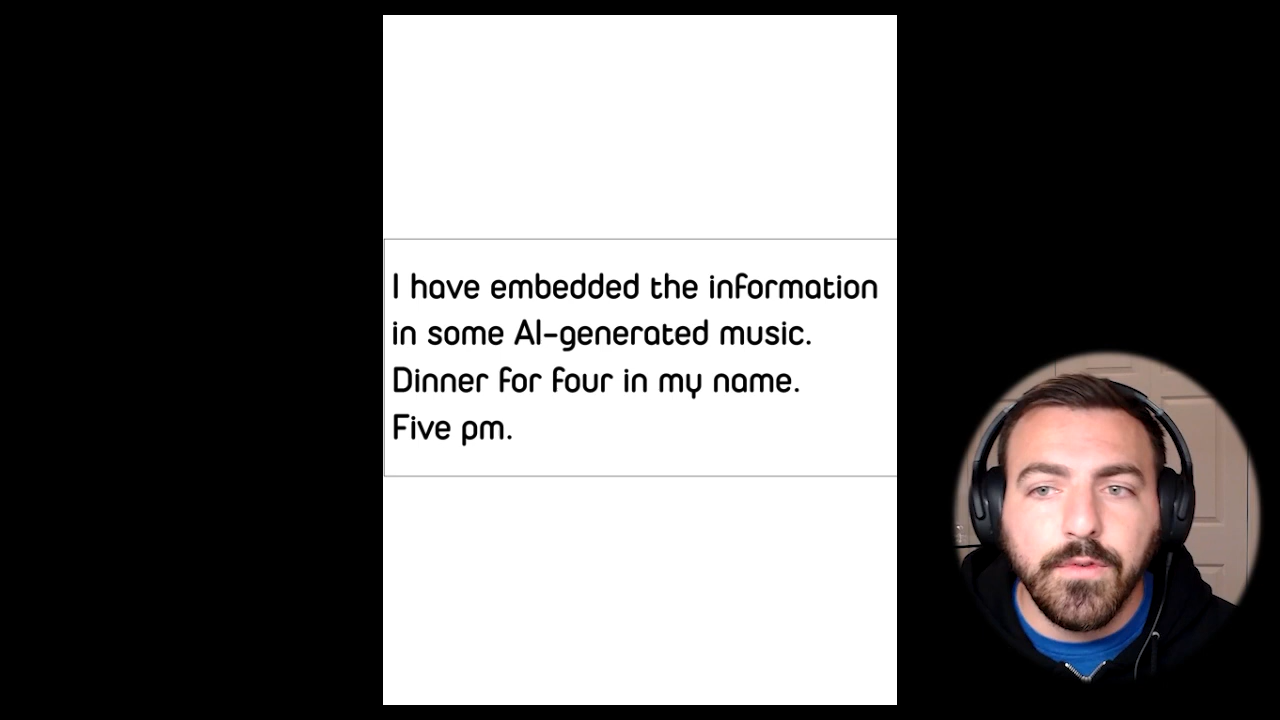 I have embedded the information
in some AI-generated music.
Dinner for four in my name.
Five pm.